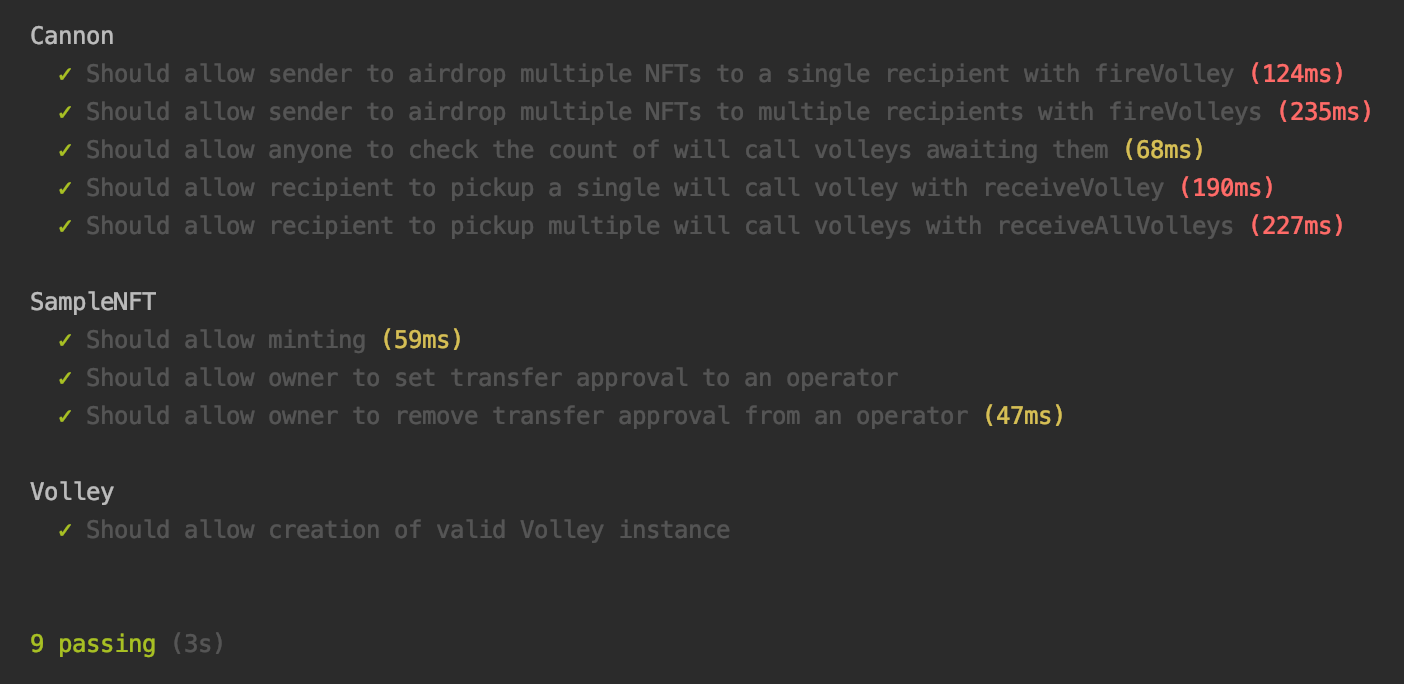 Cannon
✓ Should allow sender to airdrop multiple NFTs to a single recipient with fireVolley (124ms)
✓ Should allow sender to airdrop multiple NFTs to multiple recipients with fireVolleys (235ms)
✓ Should allow anyone to check the count of will call volleys awaiting them (68ms)
✓ Should allow recipient to pickup a single will call volley with receiveVolley (190ms)
✓ Should allow recipient to pickup multiple will call volleys with receiveAllVolleys (227ms)
SampleNFT
✓ Should allow minting (59ms)
✓ Should allow owner to set transfer approval to an operator
✓ Should allow owner to remove transfer approval from an operator (47ms)
Volley
✓ Should allow creation of valid Volley instance
9 passing (3s)